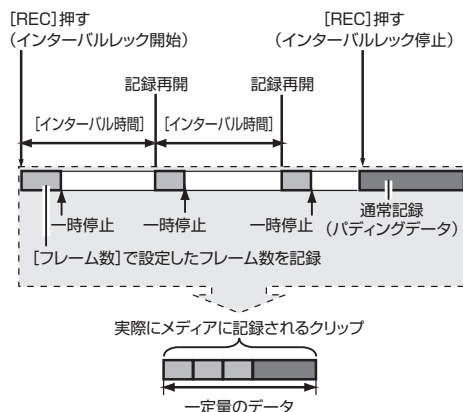 [REC]押す
(インターバルレック開始)
[REC]押す
(インターバルレック停止)
記録再開
記録再開
[インターバル時間]
[インターバル時間]
一時停止
一時停止
一時停止
通常記録
(パディングデータ)
[フレーム数]で設定したフレーム数を記録
実際にメディアに記録されるクリップ
一定量のデータ